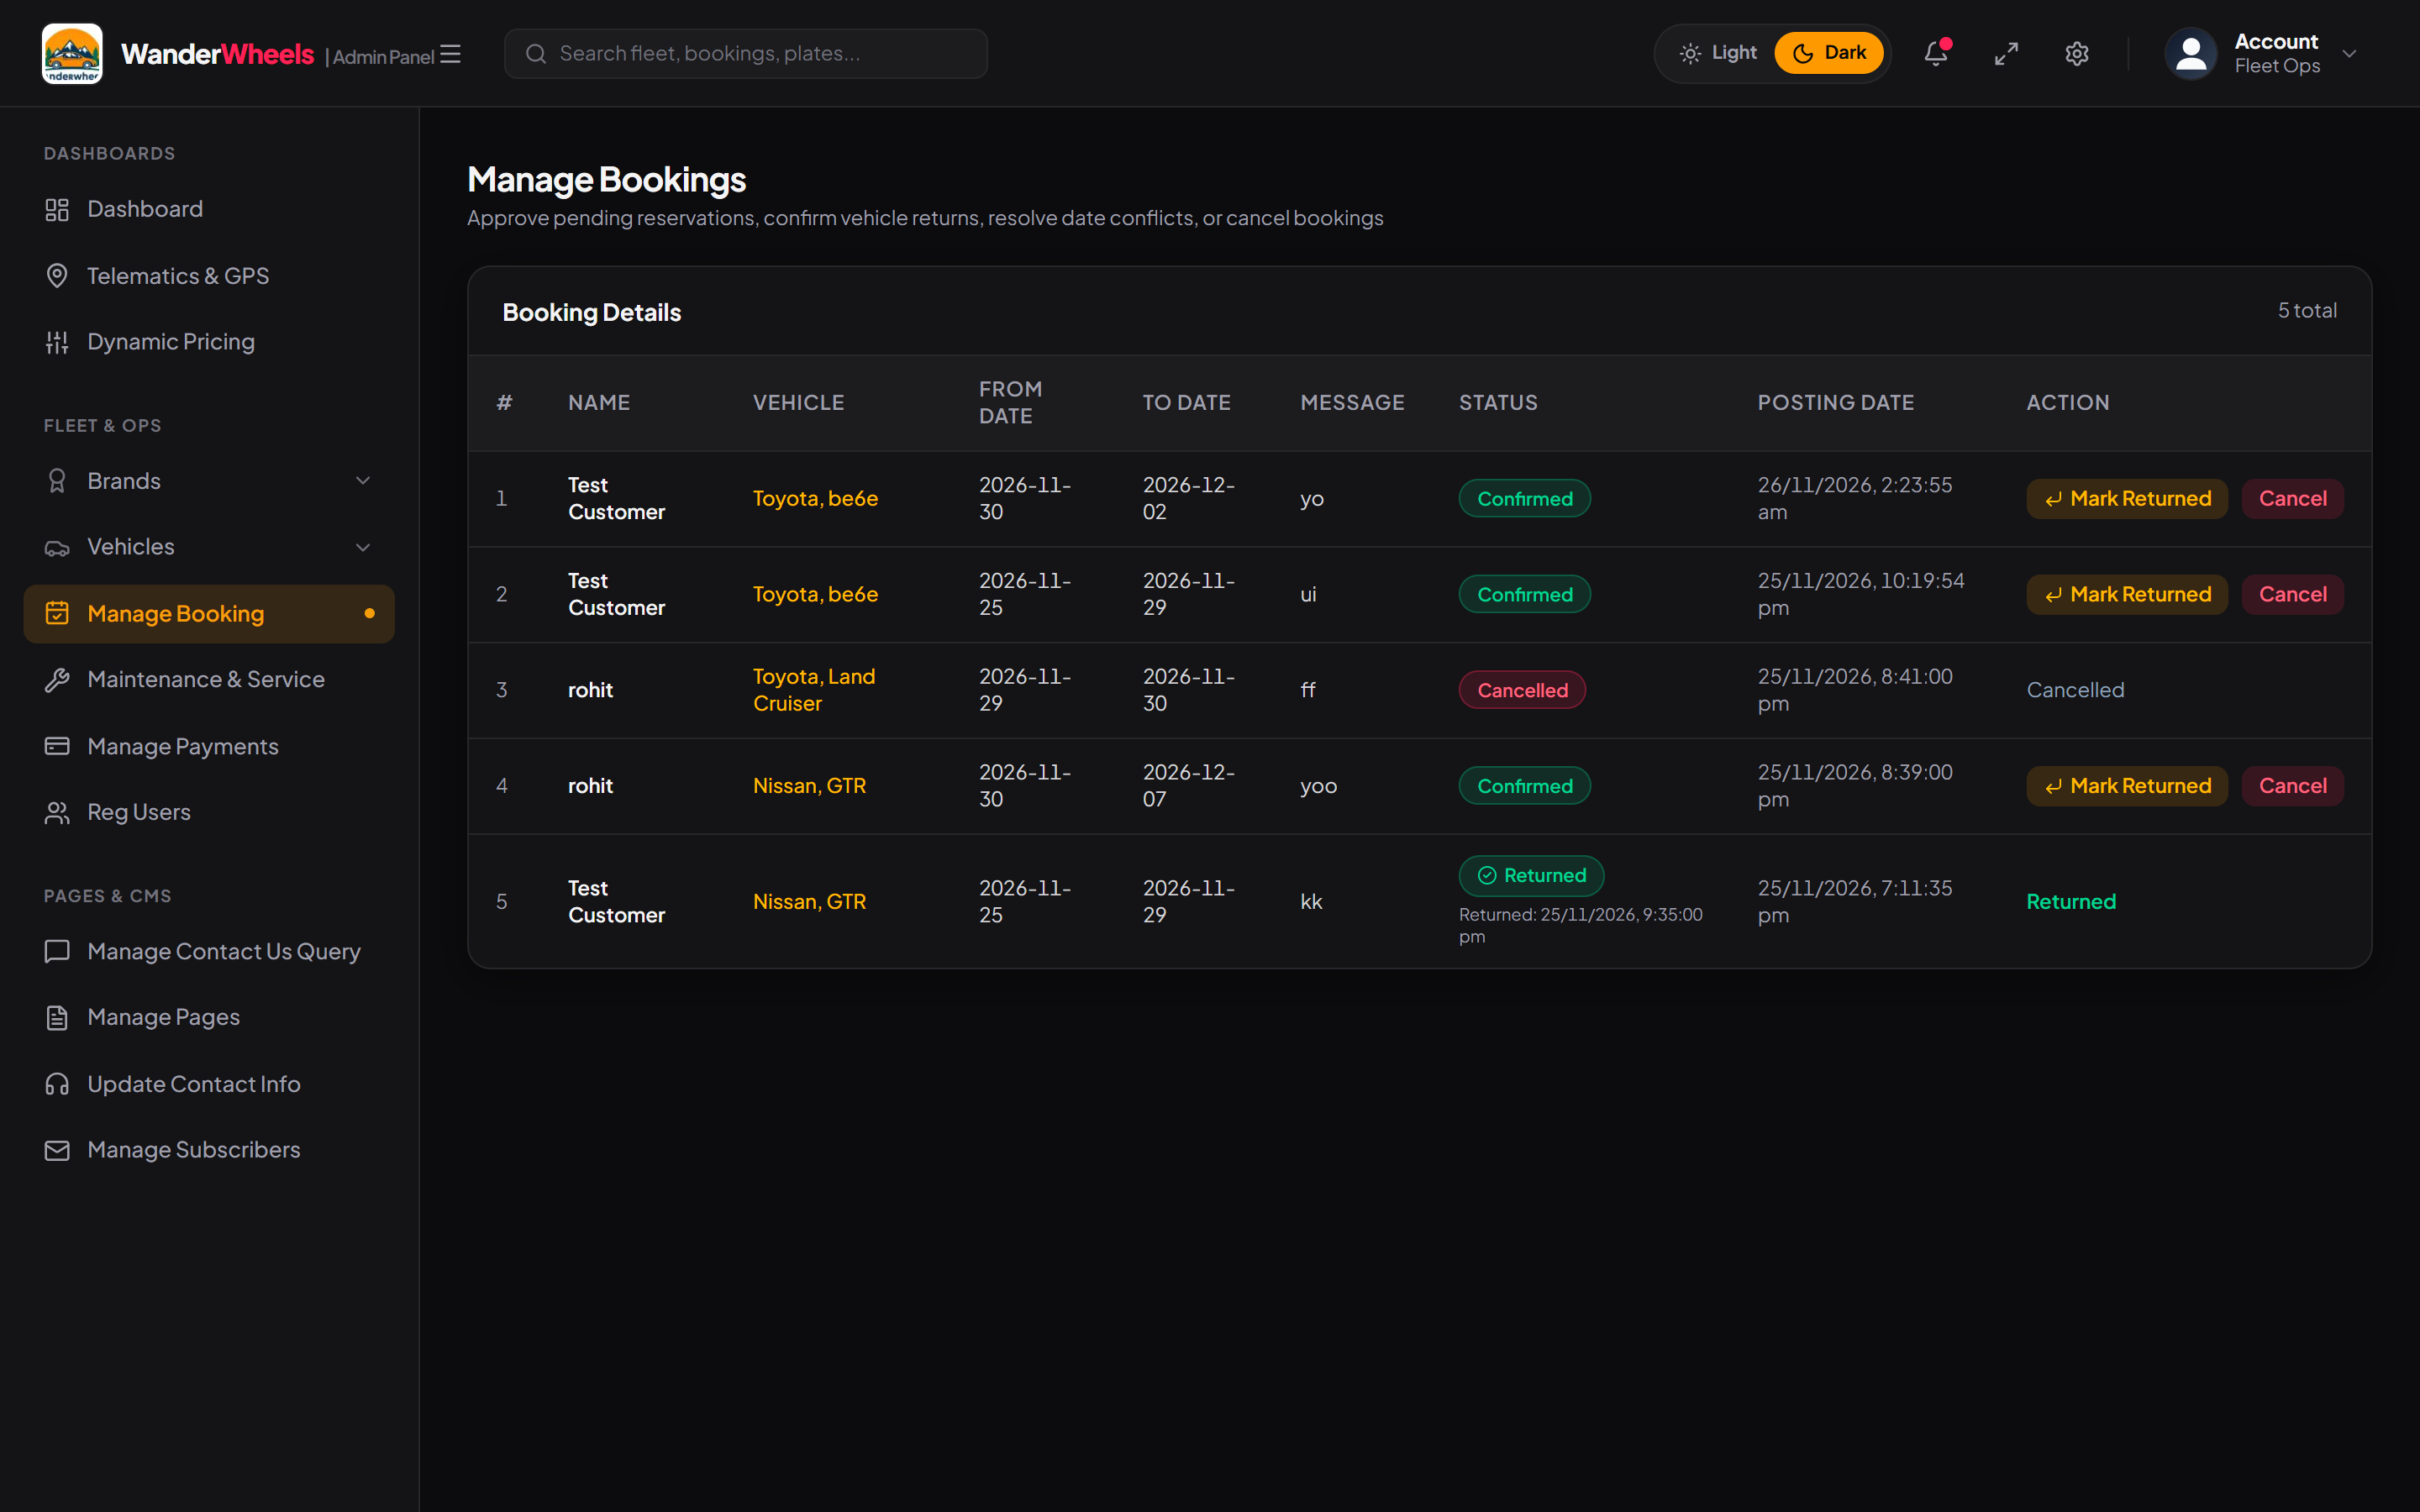 WanderWheels | Admin Panel
Search fleet, bookings, plates...
Light
Dark
Account
Fleet Ops
DASHBOARDS
Dashboard
Telematics & GPS
Dynamic Pricing
FLEET & OPS
Brands
Vehicles
Manage Booking
Maintenance & Service
Manage Payments
Reg Users
PAGES & CMS
Manage Contact Us Query
Manage Pages
Update Contact Info
Manage Subscribers
Manage Bookings
Approve pending reservations, confirm vehicle returns, resolve date conflicts, or cancel bookings
Booking Details
5 total
# NAME VEHICLE FROM DATE TO DATE MESSAGE STATUS POSTING DATE ACTION
1 Test Customer Toyota, be6e 2026-11-30 2026-12-02 yo Confirmed 26/11/2026, 2:23:55 am Mark Returned Cancel
2 Test Customer Toyota, be6e 2026-11-25 2026-11-29 ui Confirmed 25/11/2026, 10:19:54 pm Mark Returned Cancel
3 rohit Toyota, Land Cruiser 2026-11-29 2026-11-30 ff Cancelled 25/11/2026, 8:41:00 pm Cancelled
4 rohit Nissan, GTR 2026-11-30 2026-12-07 yoo Confirmed 25/11/2026, 8:39:00 pm Mark Returned Cancel
5 Test Customer Nissan, GTR 2026-11-25 2026-11-29 kk Returned Returned: 25/11/2026, 9:35:00 pm 25/11/2026, 7:11:35 pm Returned